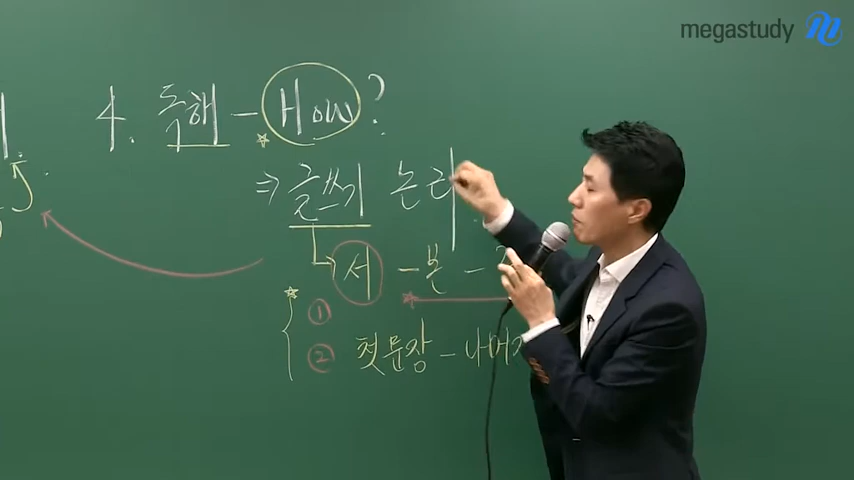 megastudy
4. 독해 - How?
⇒ 글쓰기 논리
서 - 본 -
①
② 첫문장 - 나머지